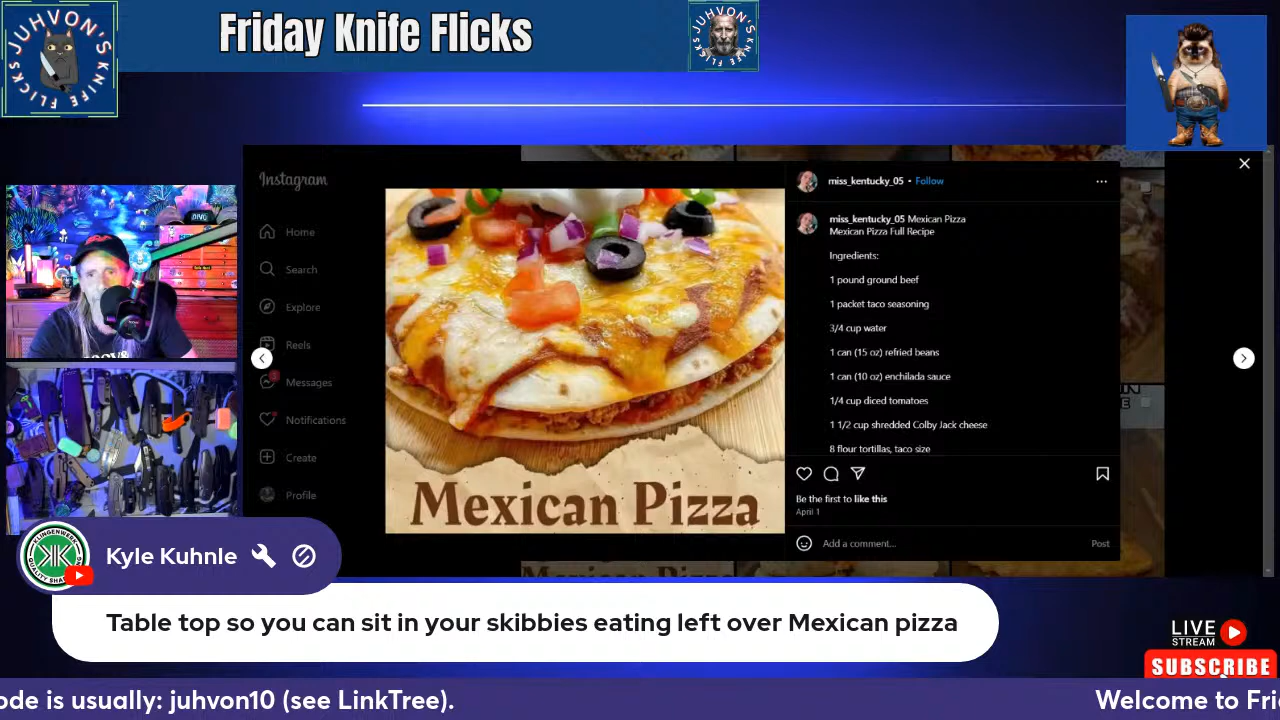 JUHVON'S KNIFE FLICKS
Friday Knife Flicks
JUHVON'S KNIFE FLICKS
Instagram
Home
Search
Explore
Reels
Messages
Notifications
Create
Profile
Mexican Pizza
miss_kentucky_05 • Follow
miss_kentucky_05 Mexican Pizza
Mexican Pizza Full Recipe
Ingredients:
1 pound ground beef
1 packet taco seasoning
3/4 cup water
1 can (15 oz) refried beans
1 can (10 oz) enchilada sauce
1/4 cup diced tomatoes
1 1/2 cup shredded Colby Jack cheese
8 flour tortillas, taco size
Be the first to like this
April 1
Add a comment...
Post
Kyle Kuhnle
Table top so you can sit in your skibbies eating left over Mexican pizza
LIVE
STREAM
SUBSCRIBE
ode is usually: juhvon10 (see LinkTree).
Welcome to Fri